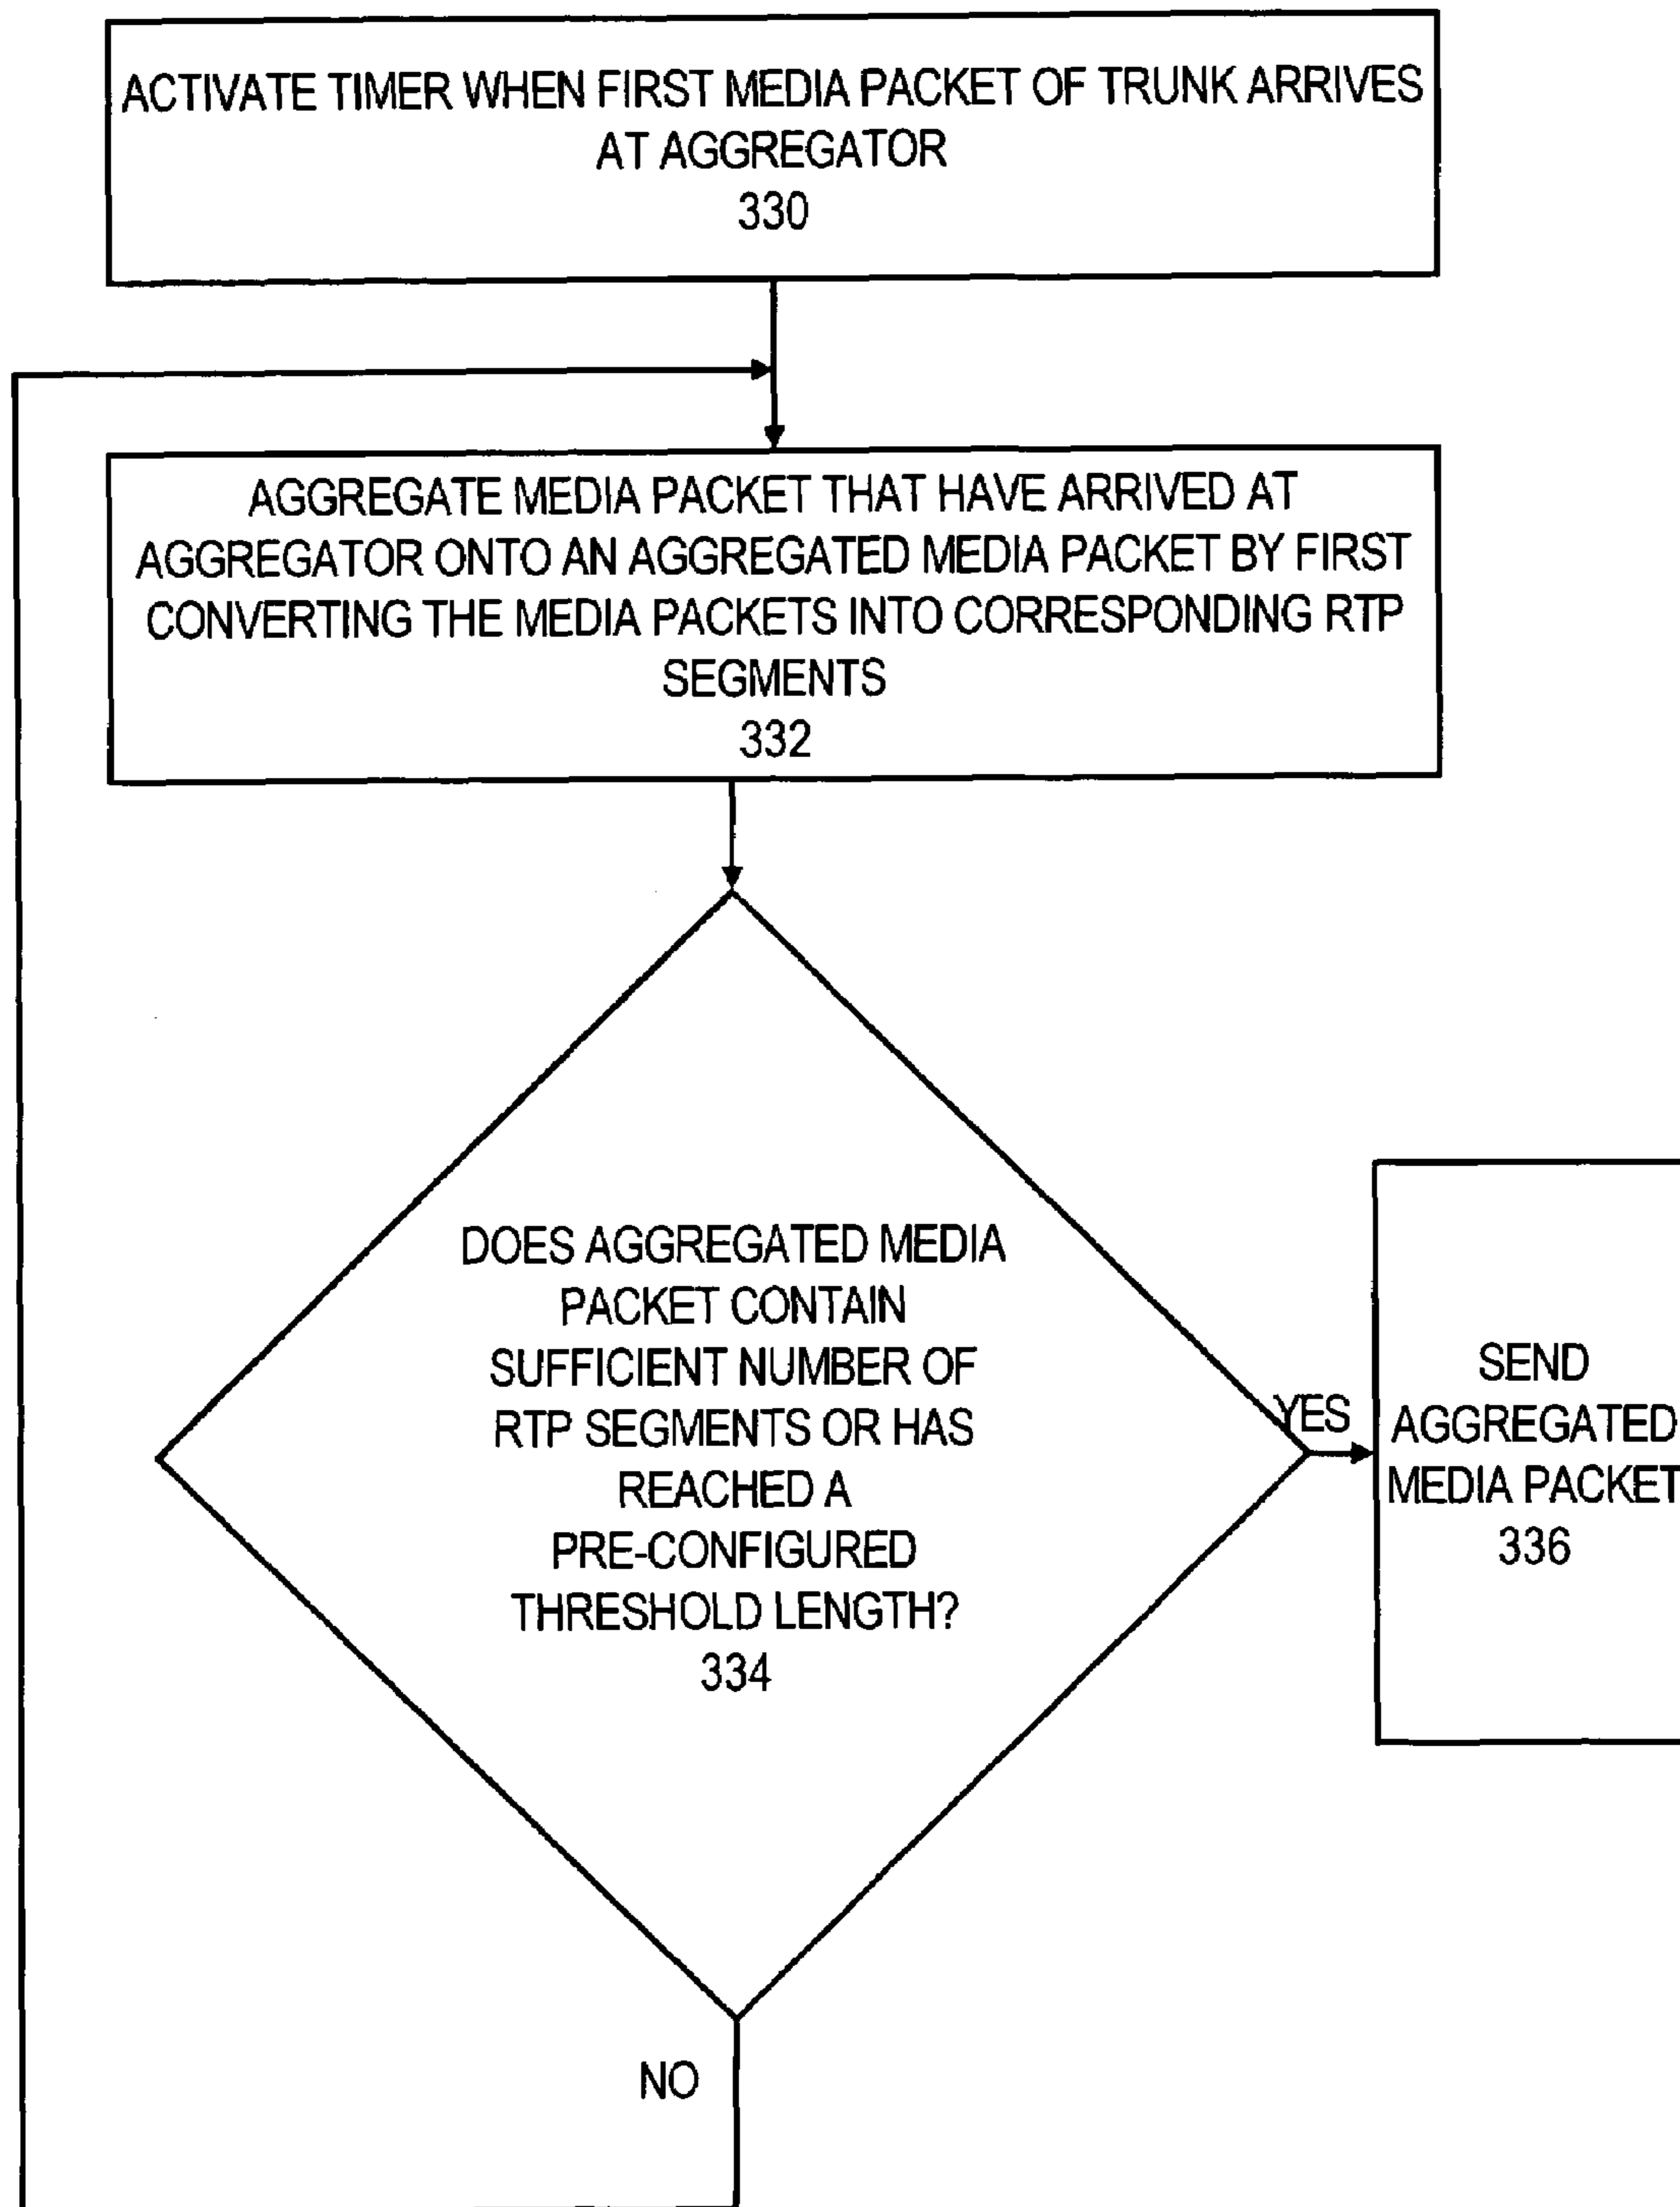 ACTIVATE TIMER WHEN FIRST MEDIA PACKET OF TRUNK ARRIVES
AT AGGREGATOR
330
AGGREGATE MEDIA PACKET THAT HAVE ARRIVED AT
AGGREGATOR ONTO AN AGGREGATED MEDIA PACKET BY FIRST
CONVERTING THE MEDIA PACKETS INTO CORRESPONDING RTP
SEGMENTS
332
DOES AGGREGATED MEDIA
PACKET CONTAIN
SUFFICIENT NUMBER OF
RTP SEGMENTS OR HAS
REACHED A
PRE-CONFIGURED
THRESHOLD LENGTH?
334
YES
SEND
AGGREGATED
MEDIA PACKET
336
NO